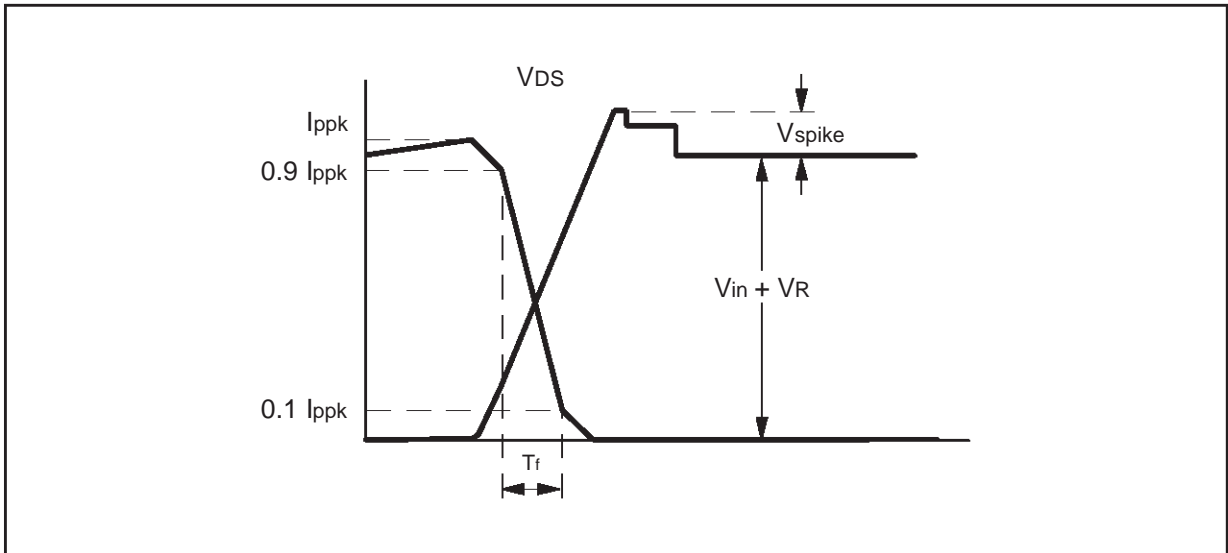 VDS
Ippk
Vspike
0.9 Ippk
Vin + VR
0.1 Ippk
Tf